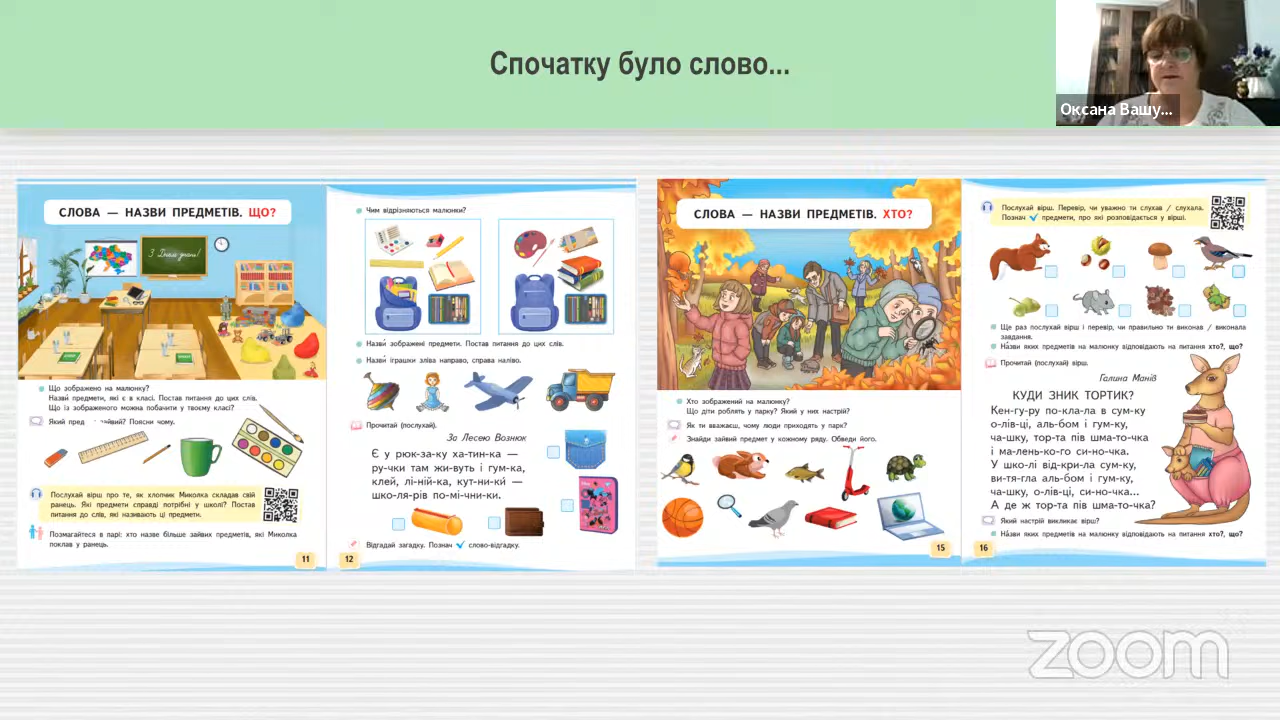 Спочатку було слово...
Оксана Вашу...
СЛОВА — НАЗВИ ПРЕДМЕТІВ. ЩО?
З Днем знань!
Що зображено на малюнку?
Назви предмети, які є в класі. Постав питання до цих слів.
Що із зображеного можна побачити у твоєму класі?
Який пред зайвий? Поясни чому.
Послухай вірш про те, як хлопчик Миколка складав свій
ранець. Які предмети справді потрібні у школі? Постав
питання до слів, які називають ці предмети.
Позмагайтеся в парі: хто назве більше зайвих предметів, які Миколка
поклав у ранець.
11
Чим відрізняються малюнки?
Назви́ зображені предмети. Постав питання до цих слів.
Назви́ іграшки зліва направо, справа наліво.
Прочитай (послухай).
За Лесею Вознюк
Є у рюк-за-ку ха-тин-ка —
ру-чки там жи-вуть і гум-ка,
клей, лі-ній-ка, кут-ни-ки́ —
шко-ля-рів по-мі-чни-ки.
Відгадай загадку. Познач слово-відгадку.
12
СЛОВА — НАЗВИ ПРЕДМЕТІВ. ХТО?
Хто зображений на малюнку?
Що діти роблять у парку? Який у них настрій?
Як ти вважаєш, чому люди приходять у парк?
Знайди зайвий предмет у кожному ряду. Обведи його.
15
Послухай вірш. Перевір, чи уважно ти слухав / слухала.
Познач предмети, про які розповідається у вірші.
Ще раз послухай вірш і перевір, чи правильно ти виконав / виконала
завдання.
На́зви яких предметів на малюнку відповідають на питання хто?, що?
Прочитай (послухай) вірш.
Галина Манів
КУДИ ЗНИК ТОРТИК?
Кен-гу-ру по-кла-ла в сум-ку
о-лів-ці, аль-бом і гум-ку,
ча-шку, тор-та пів шма-то-чка
і ма-лень-ко-го си-но-чка.
У шко-лі від-кри-ла сум-ку,
ви-тя-гла аль-бом і гум-ку,
ча-шку, о-лів-ці, си-но-чка...
А де ж тор-та пів шма-то-чка?
Який настрій викликає вірш?
На́зви яких предметів на малюнку відповідають на питання хто?, що?
16
zoom